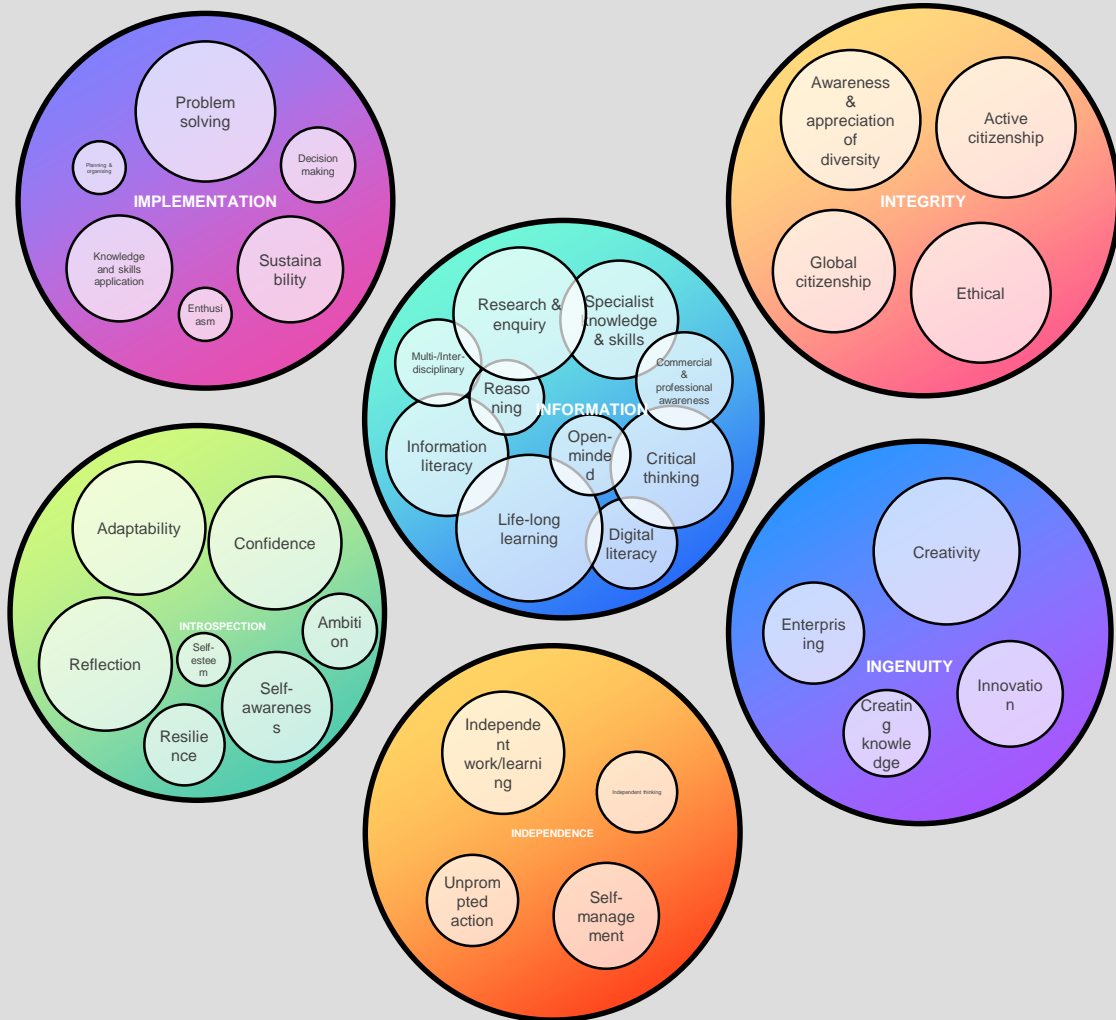 Problem
solving
Planning &
organising
Decision
making
IMPLEMENTATION
Knowledge
and skills
application
Sustaina
bility
Enthusi
asm
Awareness
&
appreciation
of
diversity
Active
citizenship
INTEGRITY
Global
citizenship
Ethical
Research &
enquiry
Specialist
knowledge
& skills
Multi-/Inter-
disciplinary
Reaso
ning
Commercial
&
professional
awareness
INFORMATION
Information
literacy
Open-
minde
d
Critical
thinking
Life-long
learning
Digital
literacy
Adaptability
Confidence
INTROSPECTION
Ambiti
on
Reflection
Self-
estee
m
Self-
awarenes
s
Resilie
nce
Creativity
Enterpris
ing
INGENUITY
Innovatio
n
Creatin
g
knowle
dge
Independe
nt
work/learni
ng
Independent thinking
INDEPENDENCE
Unprom
pted
action
Self-
manage
ment